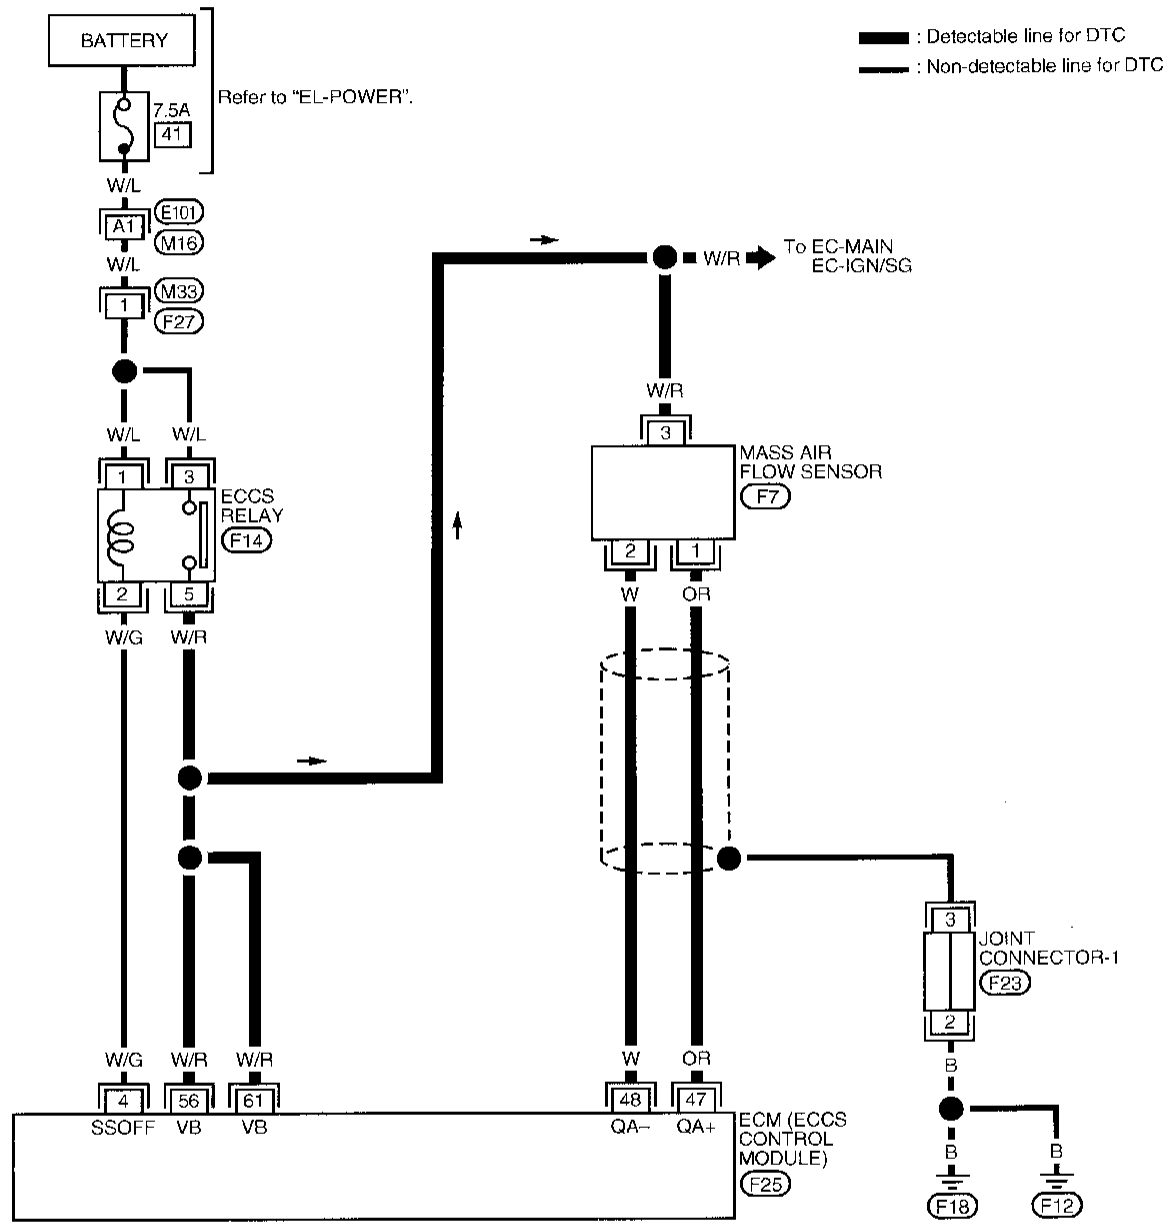 BATTERY
: Detectable line for DTC
: Non-detectable line for DTC
Refer to "EL-POWER".
7.5A
41
W/L
E101
A1
M16
W/L
M33
1
F27
To EC-MAIN
W/R
EC-IGN/SG
W/R
3
MASS AIR
FLOW SENSOR
F7
W/L
W/L
1
3
ECCS
RELAY
F14
2
5
W/G
W/R
2
1
W
OR
3
JOINT
CONNECTOR-1
F23
2
B
W/G
W/R
W/R
W
OR
4
56
61
48
47
SSOFF
VB
VB
QA–
QA+
ECM (ECCS
CONTROL
MODULE)
F25
B
B
F18
F12